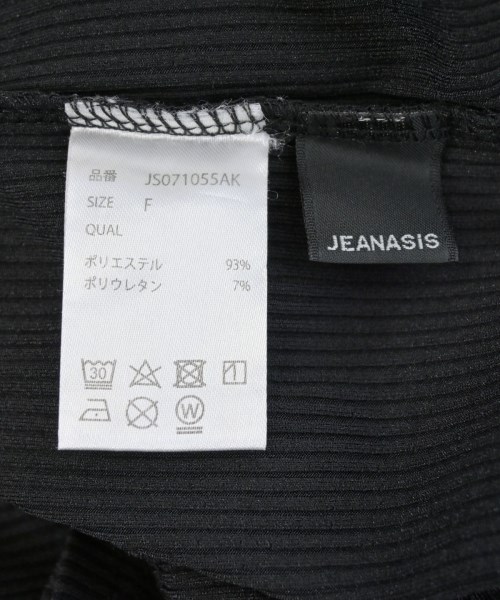 品番 JS071055AK
SIZE F
QUAL
ポリエステル 93%
ポリウレタン 7%
30
W
JEANASIS